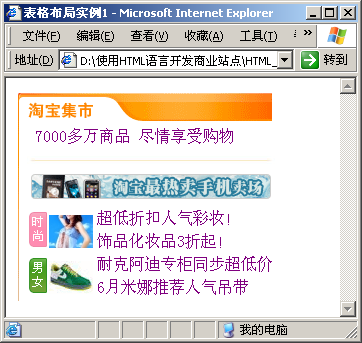 表格布局实例1 - Microsoft Internet Explorer
文件(F) 编辑(E) 查看(V) 收藏(A) 工具(T) »
地址(D) D:\使用HTML语言开发商业站点\HTML_ 转到
淘宝集市
7000多万商品 尽情享受购物
淘宝最热卖手机卖场
时尚 超低折扣人气彩妆!
饰品化妆品3折起!
男女 耐克阿迪专柜同步超低价
6月米娜推荐人气吊带
我的电脑